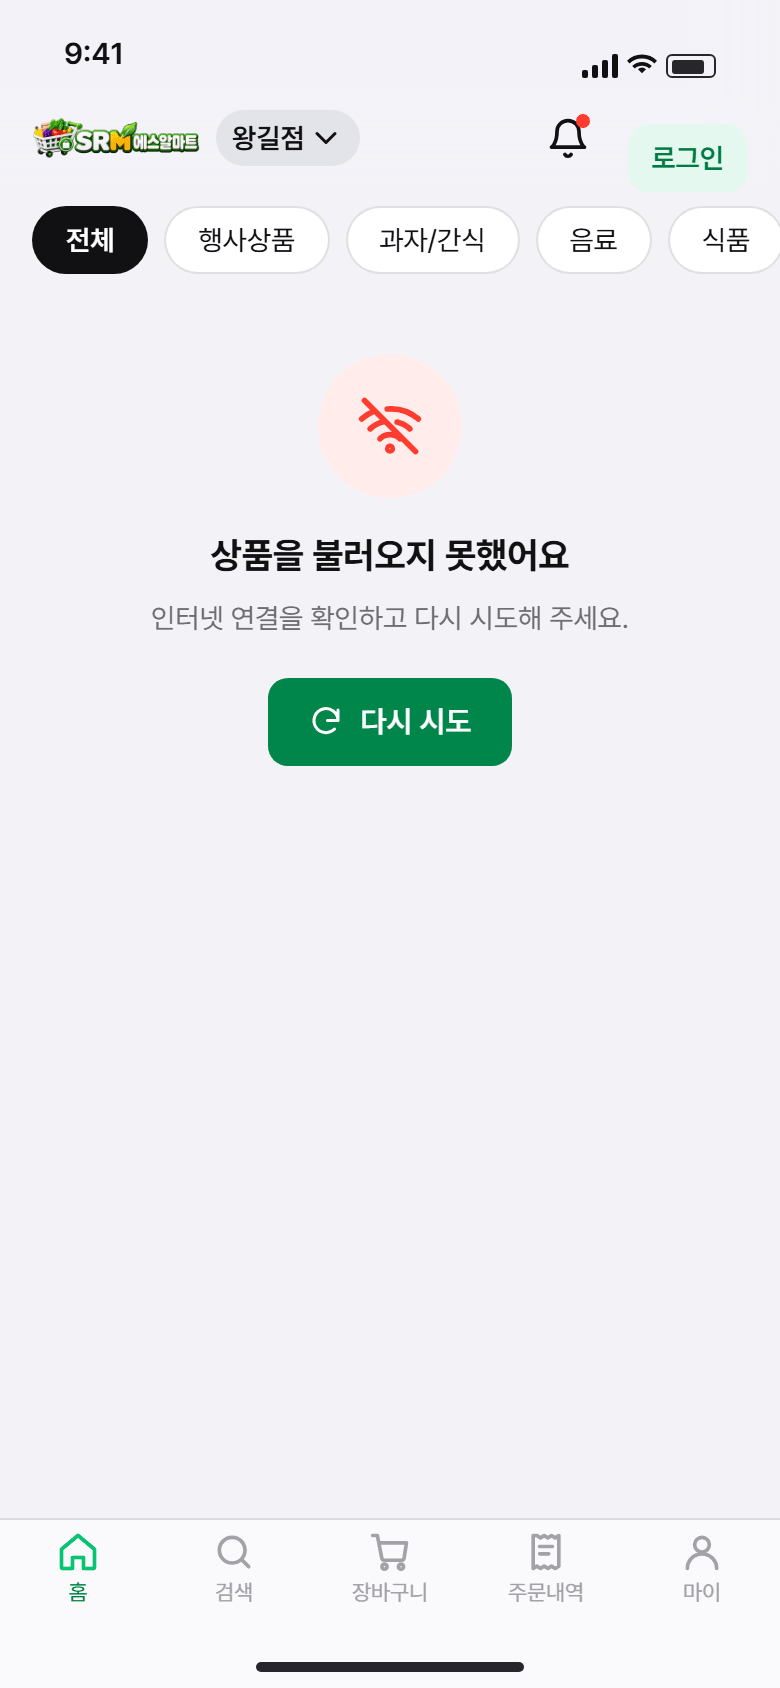 9:41
SRM에스알마트
왕길점
로그인
전체
행사상품
과자/간식
음료
식품
상품을 불러오지 못했어요
인터넷 연결을 확인하고 다시 시도해 주세요.
다시 시도
홈
검색
장바구니
주문내역
마이